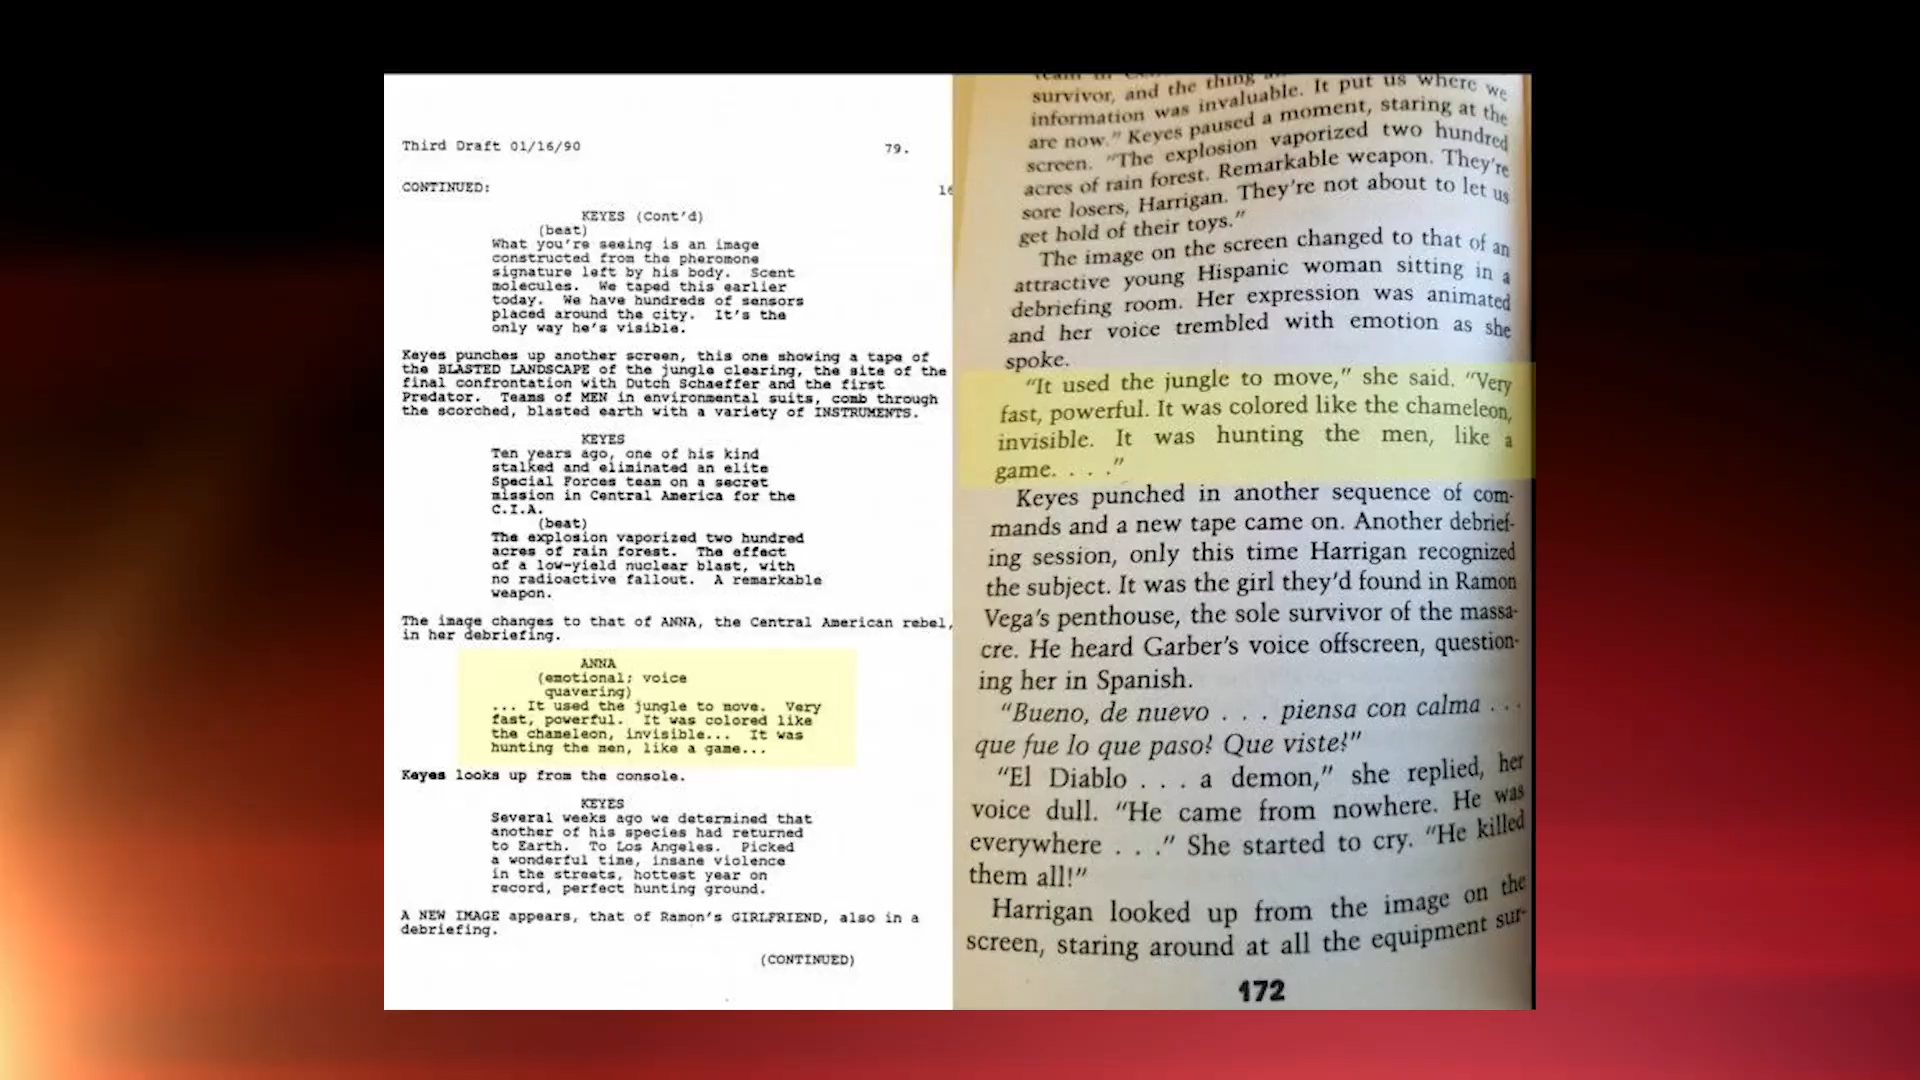 Third Draft 01/16/90 79.
CONTINUED: 16
KEYES (Cont'd)
(beat)
What you're seeing is an image
constructed from the pheromone
signature left by his body. Scent
molecules. We taped this earlier
today. We have hundreds of sensors
placed around the city. It's the
only way he's visible.
Keyes punches up another screen, this one showing a tape of
the BLASTED LANDSCAPE of the jungle clearing, the site of the
final confrontation with Dutch Schaeffer and the first
Predator. Teams of MEN in environmental suits, comb through
the scorched, blasted earth with a variety of INSTRUMENTS.
KEYES
Ten years ago, one of his kind
stalked and eliminated an elite
Special Forces team on a secret
mission in Central America for the
C.I.A.
(beat)
The explosion vaporized two hundred
acres of rain forest. The effect
of a low-yield nuclear blast, with
no radioactive fallout. A remarkable
weapon.
The image changes to that of ANNA, the Central American rebel,
in her debriefing.
ANNA
(emotional; voice
quavering)
... It used the jungle to move. Very
fast, powerful. It was colored like
the chameleon, invisible... It was
hunting the men, like a game...
Keyes looks up from the console.
KEYES
Several weeks ago we determined that
another of his species had returned
to Earth. To Los Angeles. Picked
a wonderful time, insane violence
in the streets, hottest year on
record, perfect hunting ground.
A NEW IMAGE appears, that of Ramon's GIRLFRIEND, also in a
debriefing.
(CONTINUED)
team in
survivor, and the thing
information was invaluable. It put us where we
are now." Keyes paused a moment, staring at the
screen. "The explosion vaporized two hundred
acres of rain forest. Remarkable weapon. They're
sore losers, Harrigan. They're not about to let us
get hold of their toys."
The image on the screen changed to that of an
attractive young Hispanic woman sitting in a
debriefing room. Her expression was animated
and her voice trembled with emotion as she
spoke.
"It used the jungle to move," she said. "Very
fast, powerful. It was colored like the chameleon,
invisible. It was hunting the men, like a
game. . . ."
Keyes punched in another sequence of com-
mands and a new tape came on. Another debrief-
ing session, only this time Harrigan recognized
the subject. It was the girl they'd found in Ramon
Vega's penthouse, the sole survivor of the massa-
cre. He heard Garber's voice offscreen, question-
ing her in Spanish.
"Bueno, de nuevo . . . piensa con calma . . .
que fue lo que paso? Que viste?"
"El Diablo . . . a demon," she replied, her
voice dull. "He came from nowhere. He was
everywhere . . ." She started to cry. "He killed
them all!"
Harrigan looked up from the image on the
screen, staring around at all the equipment sur-
172